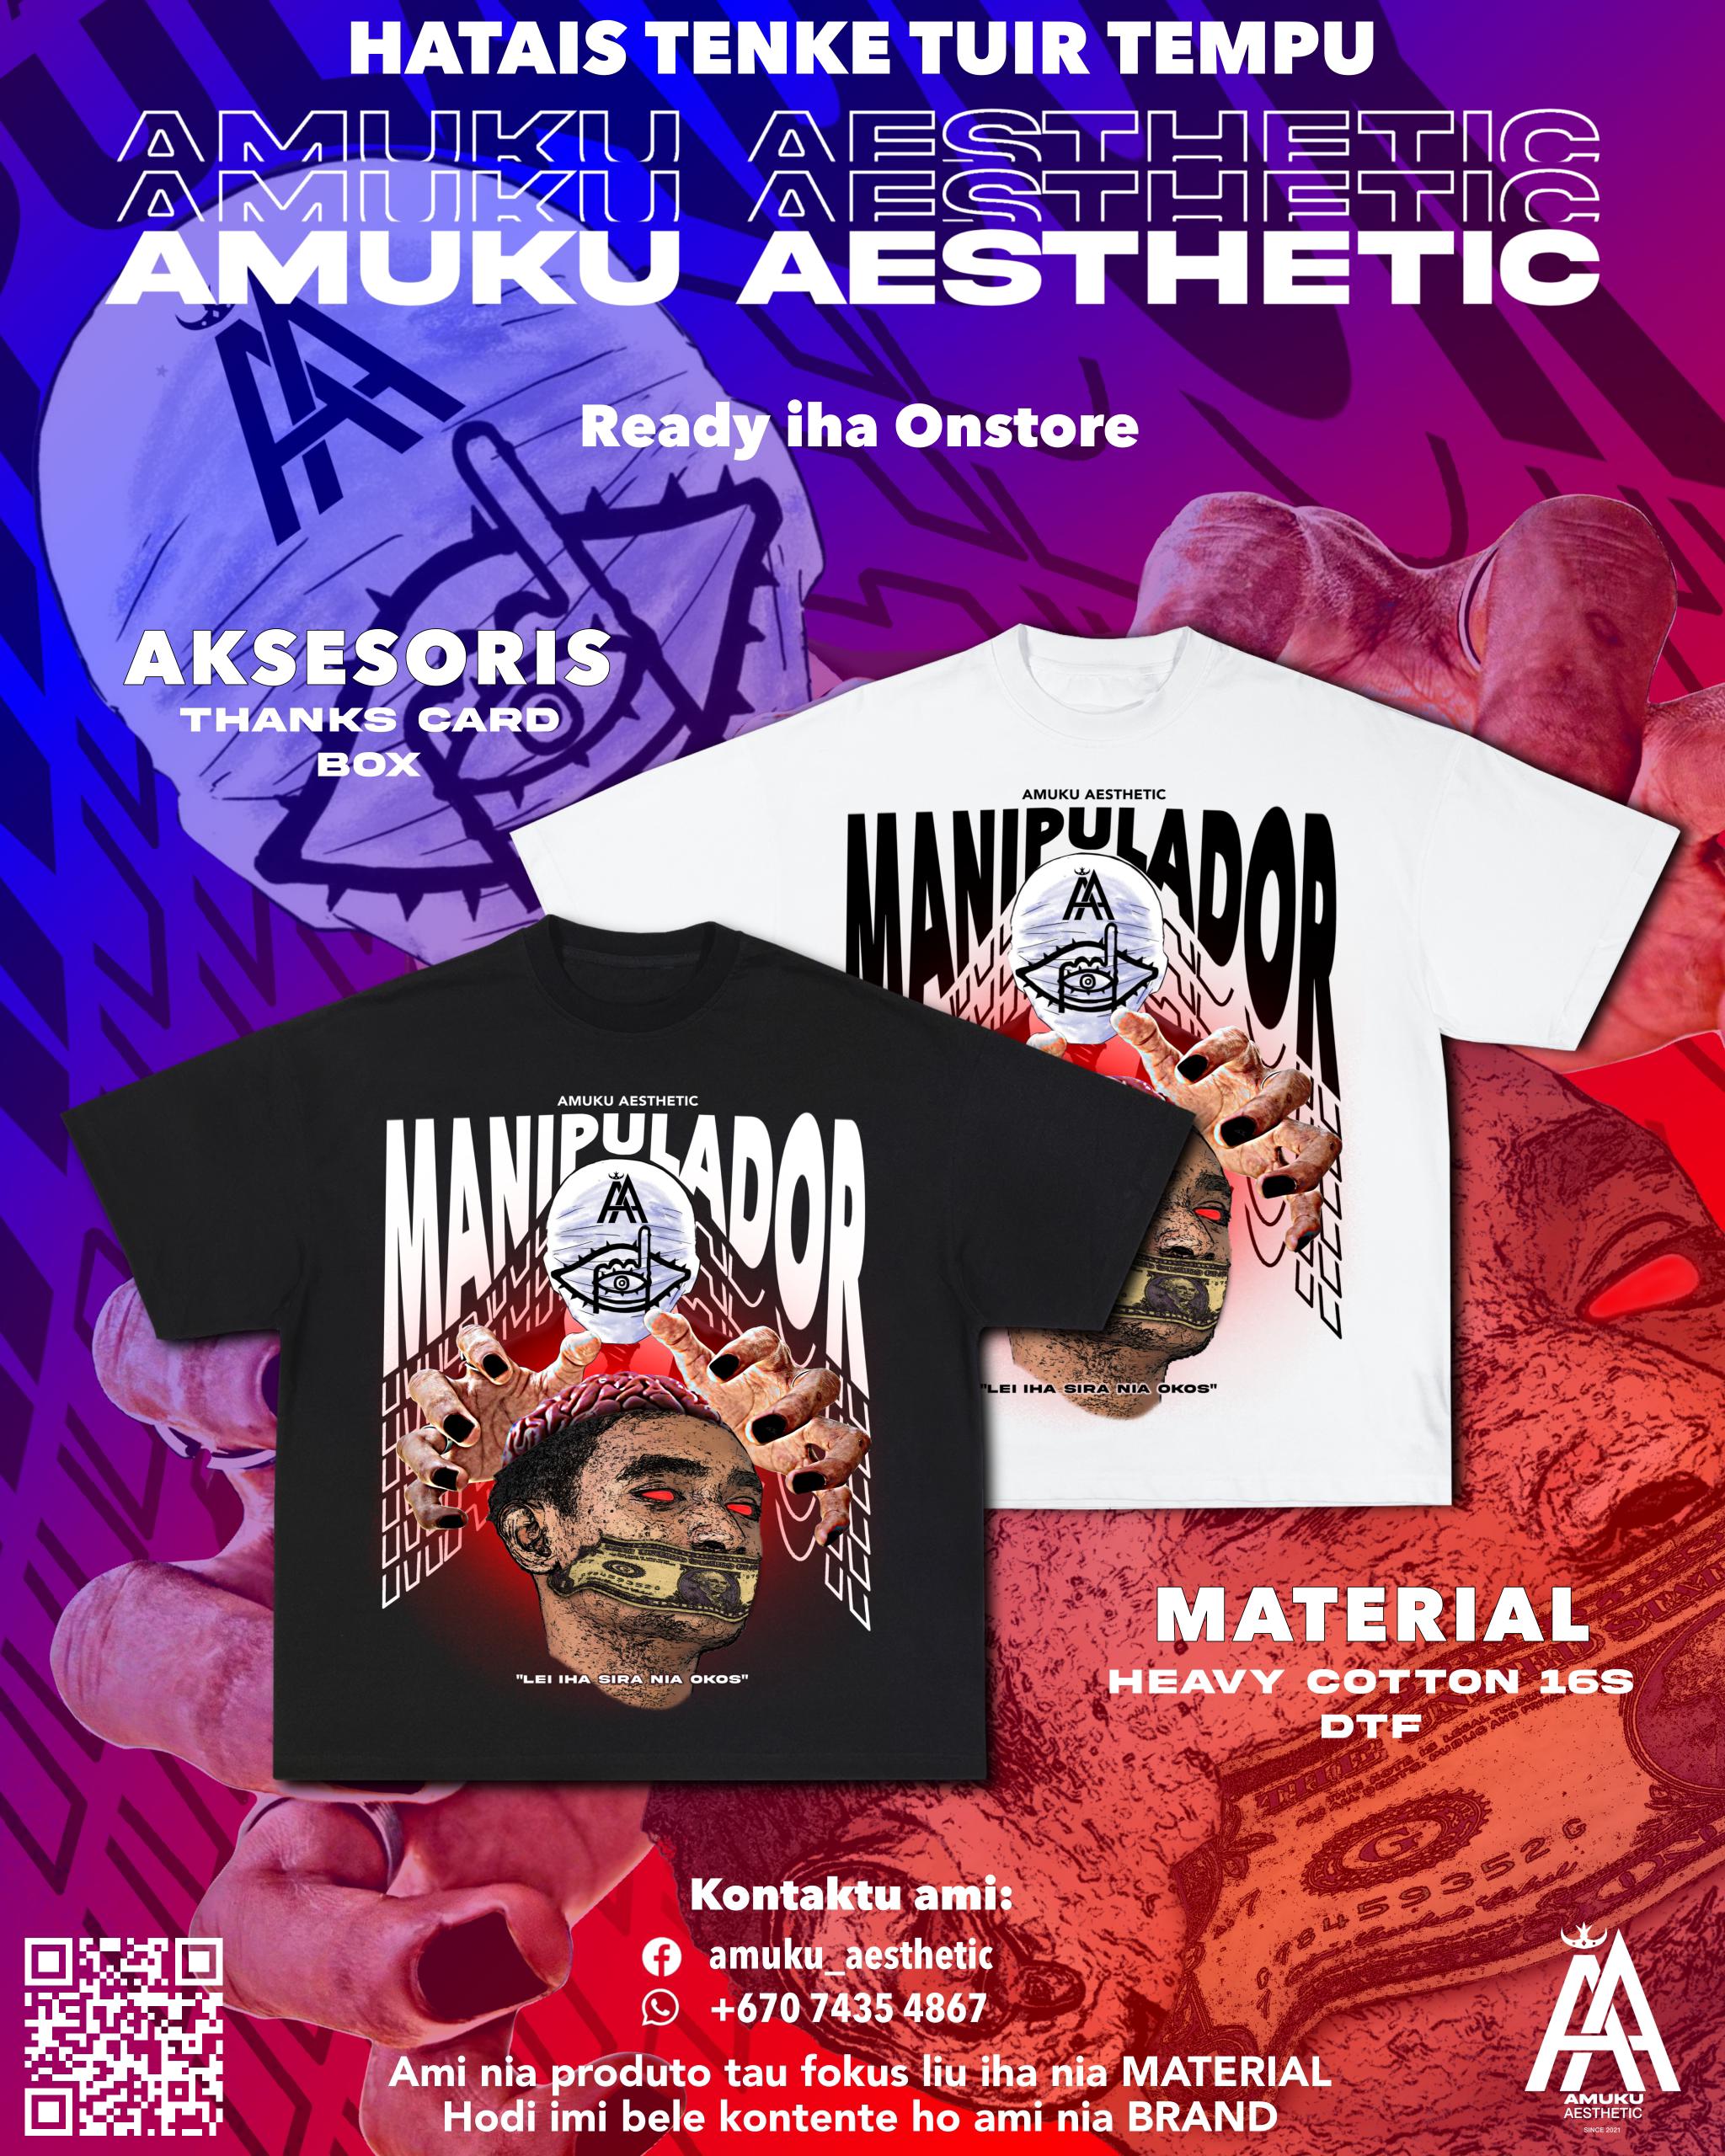 HATAIS TENKE TUIR TEMPU
AMUKU AESTHETIC
AMUKU AESTHETIC
AMUKU AESTHETIC
Ready iha Onstore
AKSESORIS
THANKS CARD
BOX
AMUKU AESTHETIC
MANIPULADOR
"LEI IHA SIRA NIA OKOS"
AMUKU AESTHETIC
MANIPULADOR
"LEI IHA SIRA NIA OKOS"
MATERIAL
HEAVY COTTON 16S
DTF
Kontaktu ami:
amuku_aesthetic
+670 7435 4867
Ami nia produto tau fokus liu iha nia MATERIAL
Hodi imi bele kontente ho ami nia BRAND
AMUKU
AESTHETIC
SINCE 2021